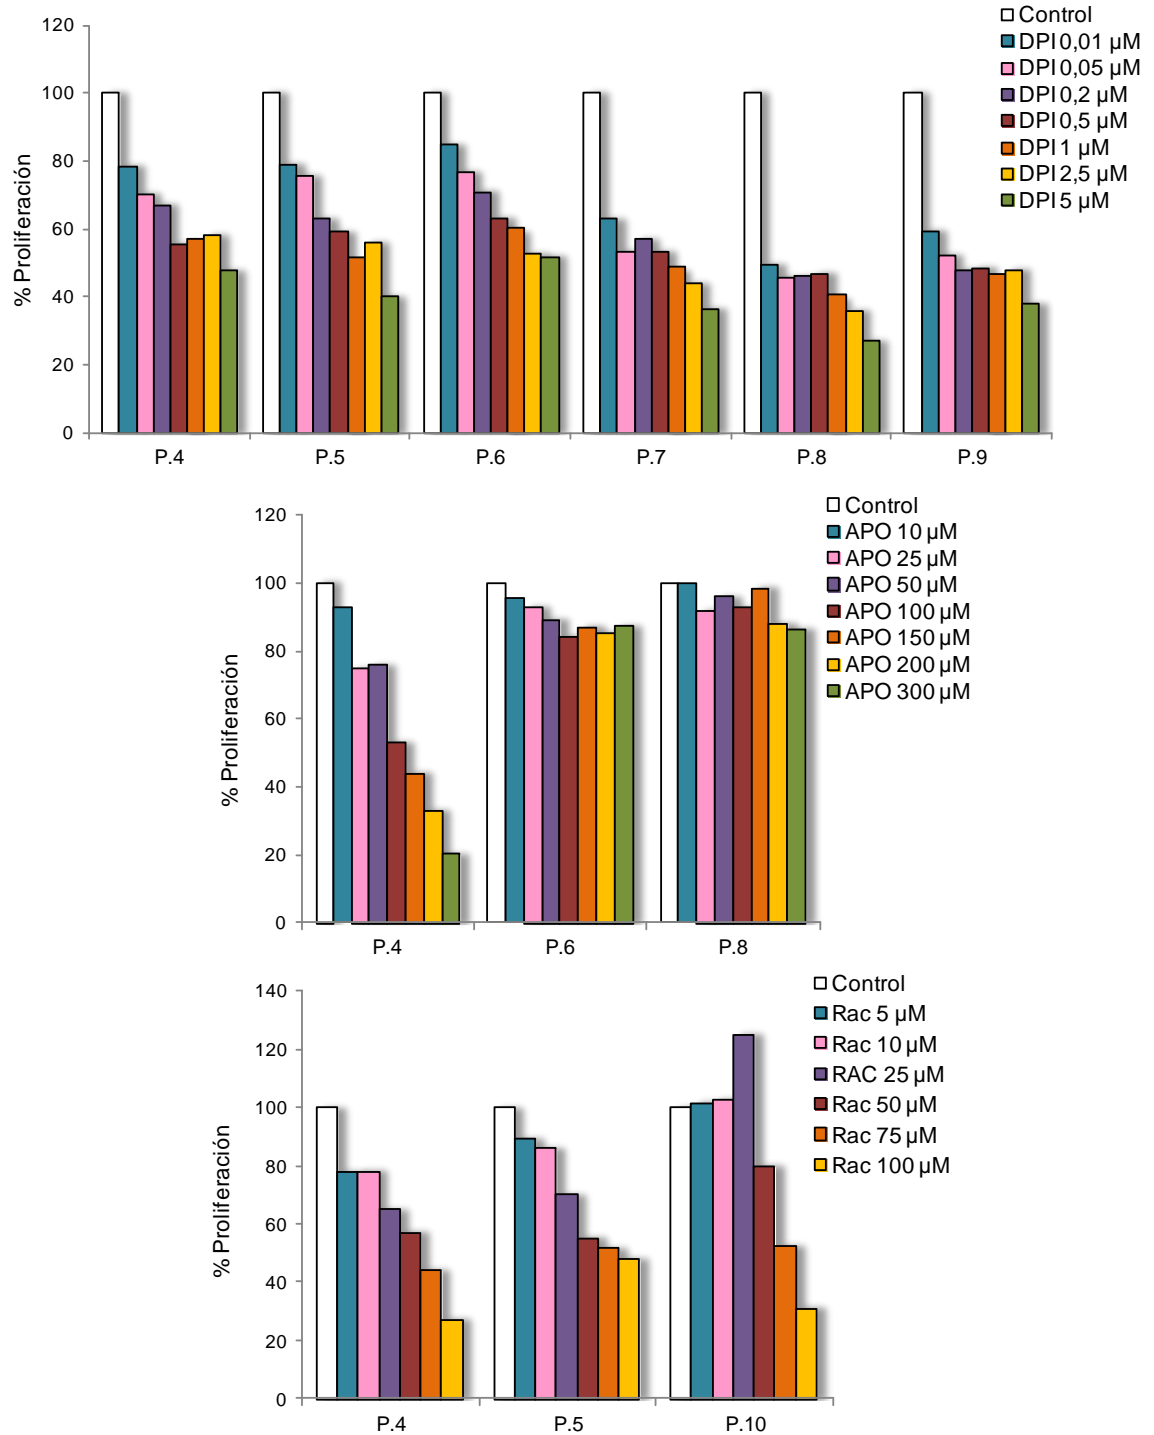 120
100
80
60
40
20
0
% Proliferación
P.4
P.5
P.6
P.7
P.8
P.9
Control
DPI 0,01 µM
DPI 0,05 µM
DPI 0,2 µM
DPI 0,5 µM
DPI 1 µM
DPI 2,5 µM
DPI 5 µM
120
100
80
60
40
20
0
% Proliferación
P.4
P.6
P.8
Control
APO 10 µM
APO 25 µM
APO 50 µM
APO 100 µM
APO 150 µM
APO 200 µM
APO 300 µM
140
120
100
80
60
40
20
0
% Proliferación
P.4
P.5
P.10
Control
Rac 5 µM
Rac 10 µM
RAC 25 µM
Rac 50 µM
Rac 75 µM
Rac 100 µM